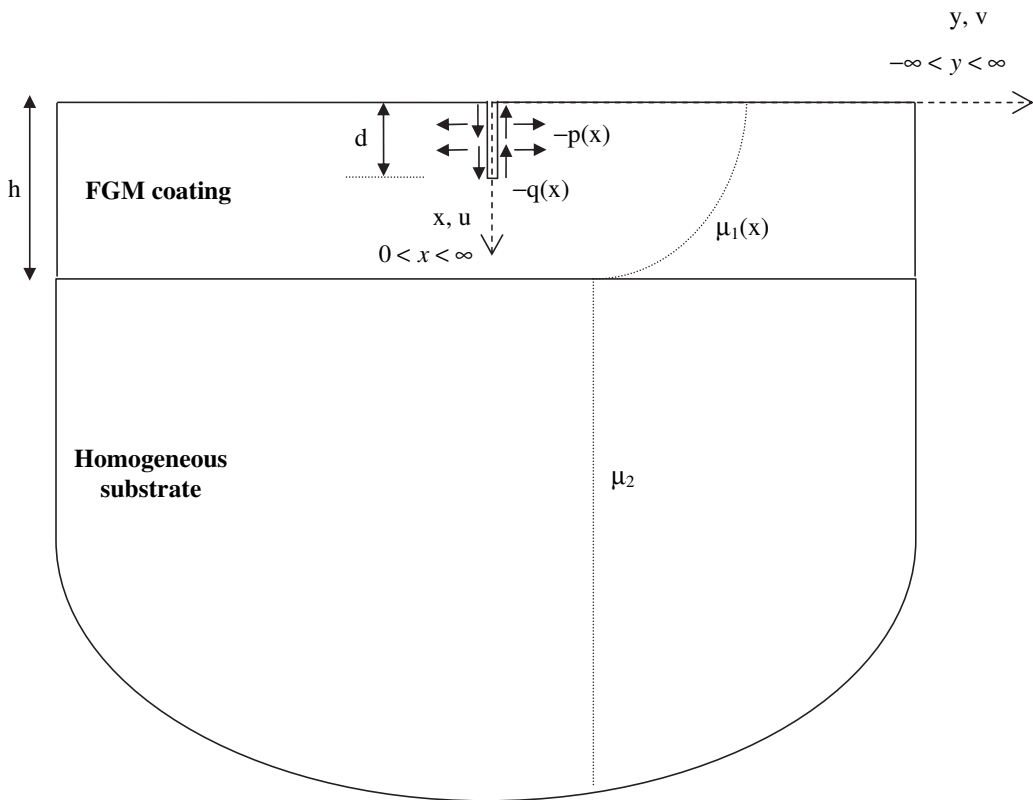 y, v
−∞ < y < ∞
d
−p(x)
h
FGM coating
−q(x)
x, u
μ₁(x)
0 < x < ∞
Homogeneous
substrate
μ₂